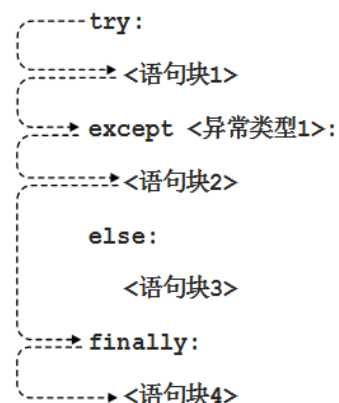 try:
<语句块1>
except <异常类型1>:
<语句块2>
else:
<语句块3>
finally:
<语句块4>